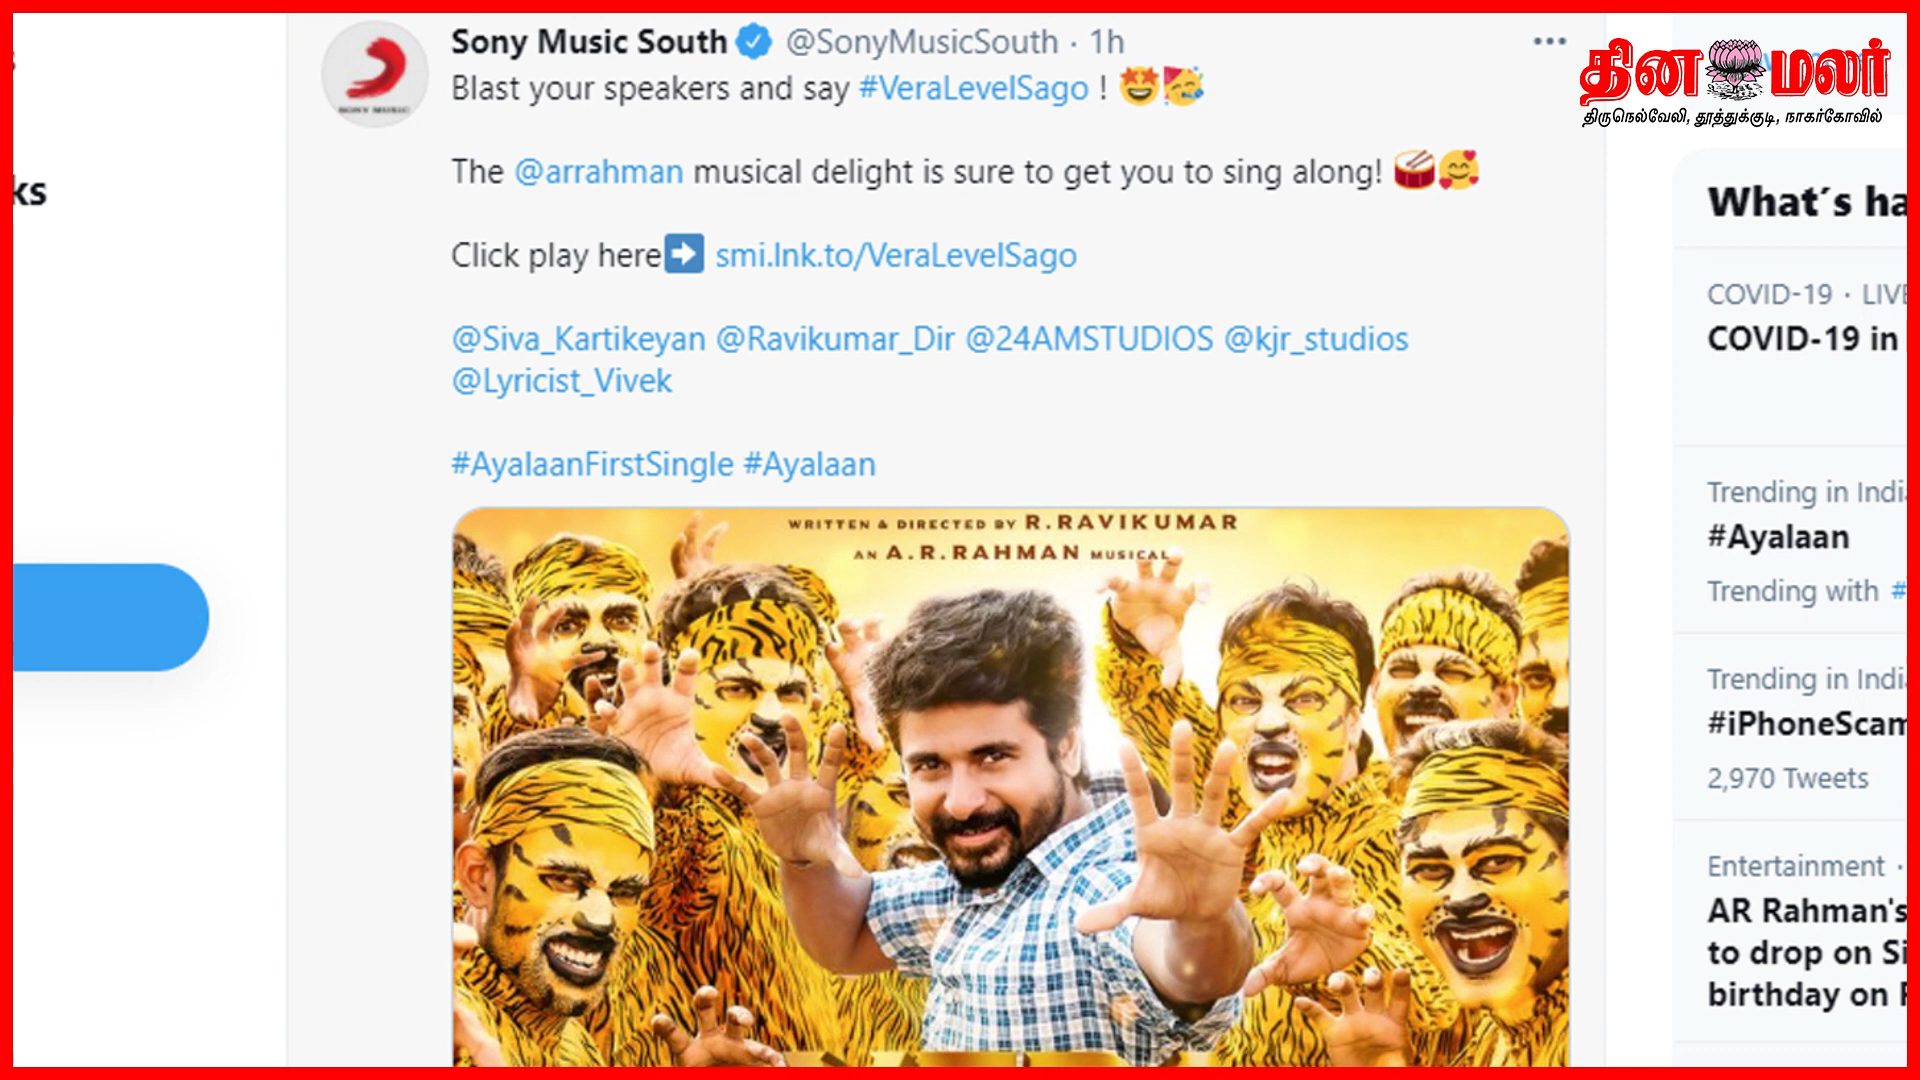 Sony Music South @SonyMusicSouth · 1h
Blast your speakers and say #VeraLevelSago !
The @arrahman musical delight is sure to get you to sing along!
Click play here smi.lnk.to/VeraLevelSago
@Siva_Kartikeyan @Ravikumar_Dir @24AMSTUDIOS @kjr_studios
@Lyricist_Vivek
#AyalaanFirstSingle #Ayalaan
SONY MUSIC
WRITTEN & DIRECTED BY R.RAVIKUMAR
AN A.R.RAHMAN MUSICAL
தினமலர்
திருநெல்வேலி, தூத்துக்குடி, நாகர்கோவில்
ks
What´s ha
COVID-19 · LIVE
COVID-19 in
Trending in Indi
#Ayalaan
Trending with #
Trending in Indi
#iPhoneScam
2,970 Tweets
Entertainment ·
AR Rahman's
to drop on Si
birthday on